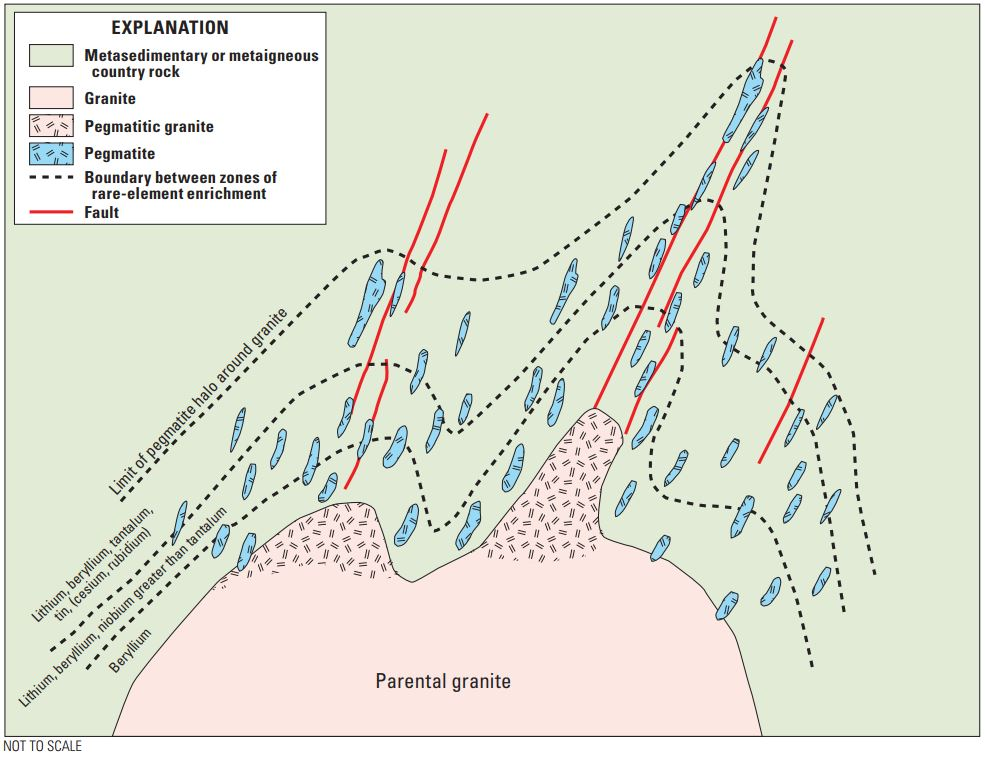 EXPLANATION
Metasedimentary or metaigneous
country rock
Granite
Pegmatitic granite
Pegmatite
Boundary between zones of
rare-element enrichment
Fault
Limit of pegmatite halo around granite
Lithium, beryllium, tantalum,
tin, (cesium, rubidium)
Lithium, beryllium, niobium greater than tantalum
Beryllium
Parental granite
NOT TO SCALE